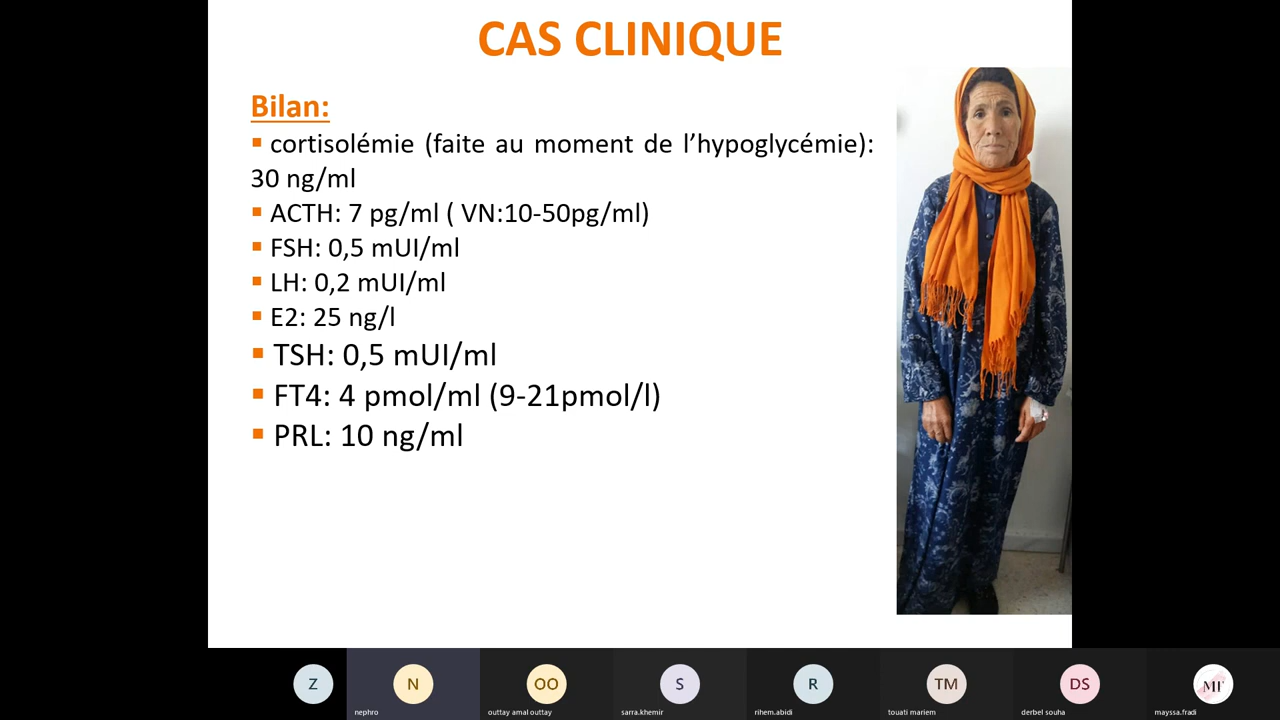 CAS CLINIQUE
Bilan:
▪ cortisolémie (faite au moment de l’hypoglycémie):
30 ng/ml
▪ ACTH: 7 pg/ml ( VN:10-50pg/ml)
▪ FSH: 0,5 mUI/ml
▪ LH: 0,2 mUI/ml
▪ E2: 25 ng/l
▪ TSH: 0,5 mUI/ml
▪ FT4: 4 pmol/ml (9-21pmol/l)
▪ PRL: 10 ng/ml
Z
N
OO
S
R
TM
DS
nephro
outtay amal outtay
sarra.khemir
rihem.abidi
touati mariem
derbel souha
mayssa.fradi